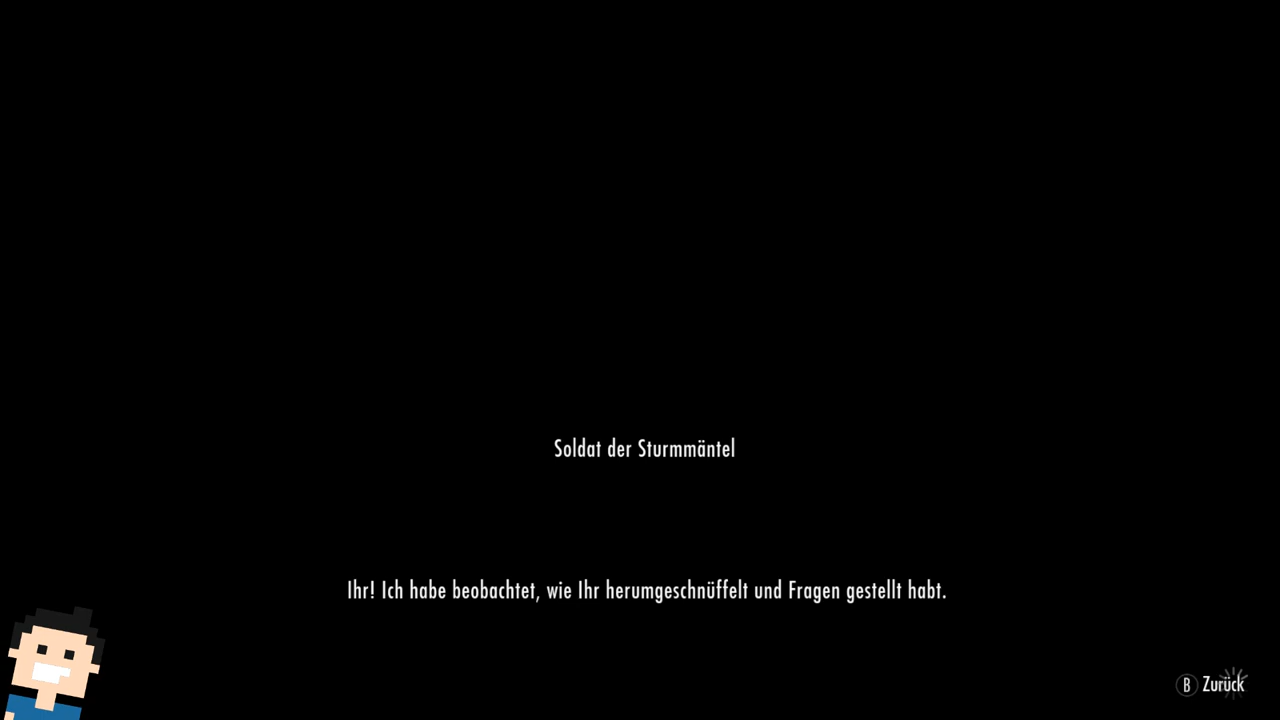 Soldat der Sturmmäntel
Ihr! Ich habe beobachtet, wie Ihr herumgeschnüffelt und Fragen gestellt habt.
B Zurück